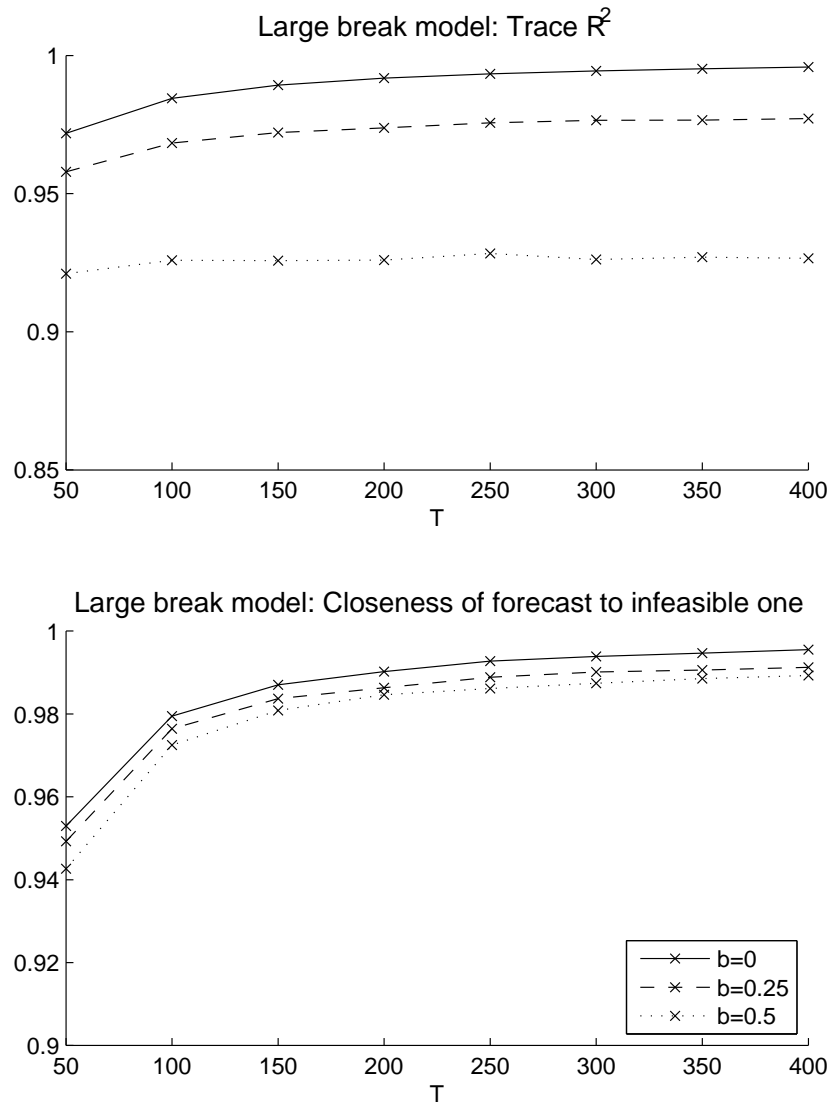 Large break model: Trace R²
1
0.95
0.9
0.85
50 100 150 200 250 300 350 400
T
Large break model: Closeness of forecast to infeasible one
1
0.98
0.96
0.94
0.92
0.9
b=0
b=0.25
b=0.5
50 100 150 200 250 300 350 400
T